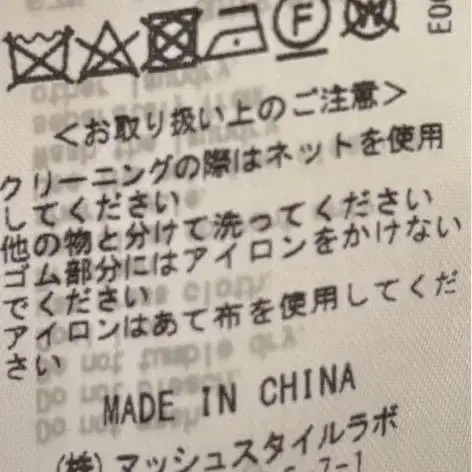 E00
<お取り扱い上のご注意>
クリーニングの際はネットを使用
してください
他の物と分けて洗ってください
ゴム部分にはアイロンをかけない
でください
アイロンはあて布を使用してくだ
さい
MADE IN CHINA
(株)マッシュスタイルラボ
7-1